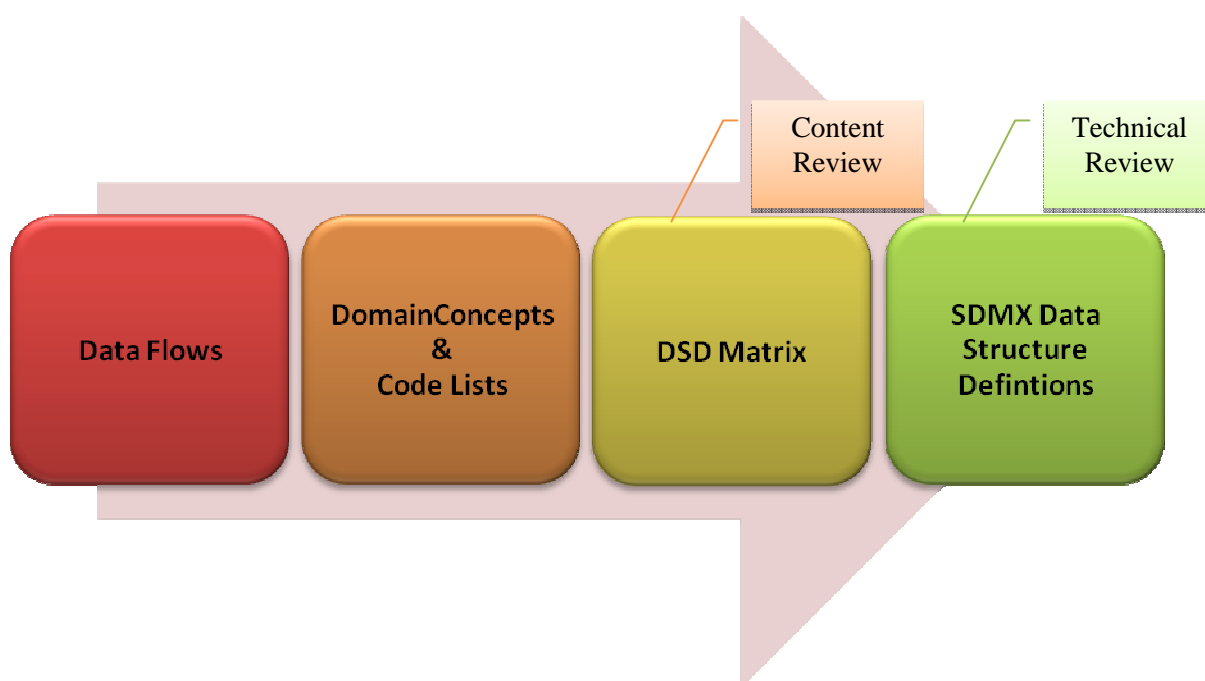 Content
Review
Technical
Review
Data Flows
DomainConcepts
&
Code Lists
DSD Matrix
SDMX Data
Structure
Defintions